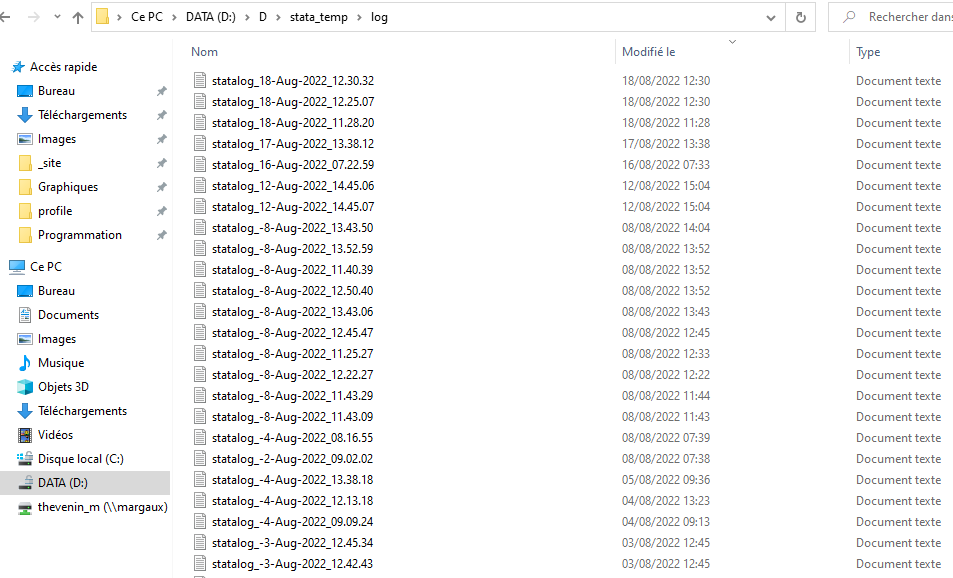 Ce PC > DATA (D:) > D > stata_temp > log
Rechercher dans
Nom Modifié le Type
Accès rapide
Bureau
Téléchargements
Images
_site
Graphiques
profile
Programmation
Ce PC
Bureau
Documents
Images
Musique
Objets 3D
Téléchargements
Vidéos
Disque local (C:)
DATA (D:)
thevenin_m (\\margaux)
statalog_18-Aug-2022_12.30.32 18/08/2022 12:30 Document texte
statalog_18-Aug-2022_12.25.07 18/08/2022 12:30 Document texte
statalog_18-Aug-2022_11.28.20 18/08/2022 11:28 Document texte
statalog_17-Aug-2022_13.38.12 17/08/2022 13:38 Document texte
statalog_16-Aug-2022_07.22.59 16/08/2022 07:33 Document texte
statalog_12-Aug-2022_14.45.06 12/08/2022 15:04 Document texte
statalog_12-Aug-2022_14.45.07 12/08/2022 15:04 Document texte
statalog_-8-Aug-2022_13.43.50 08/08/2022 14:04 Document texte
statalog_-8-Aug-2022_13.52.59 08/08/2022 13:52 Document texte
statalog_-8-Aug-2022_11.40.39 08/08/2022 13:52 Document texte
statalog_-8-Aug-2022_12.50.40 08/08/2022 13:52 Document texte
statalog_-8-Aug-2022_13.43.06 08/08/2022 13:43 Document texte
statalog_-8-Aug-2022_12.45.47 08/08/2022 12:45 Document texte
statalog_-8-Aug-2022_11.25.27 08/08/2022 12:33 Document texte
statalog_-8-Aug-2022_12.22.27 08/08/2022 12:22 Document texte
statalog_-8-Aug-2022_11.43.29 08/08/2022 11:44 Document texte
statalog_-8-Aug-2022_11.43.09 08/08/2022 11:43 Document texte
statalog_-4-Aug-2022_08.16.55 08/08/2022 07:39 Document texte
statalog_-2-Aug-2022_09.02.02 08/08/2022 07:38 Document texte
statalog_-4-Aug-2022_13.38.18 05/08/2022 09:36 Document texte
statalog_-4-Aug-2022_12.13.18 04/08/2022 13:23 Document texte
statalog_-4-Aug-2022_09.09.24 04/08/2022 09:13 Document texte
statalog_-3-Aug-2022_12.45.34 03/08/2022 12:45 Document texte
statalog_-3-Aug-2022_12.42.43 03/08/2022 12:45 Document texte